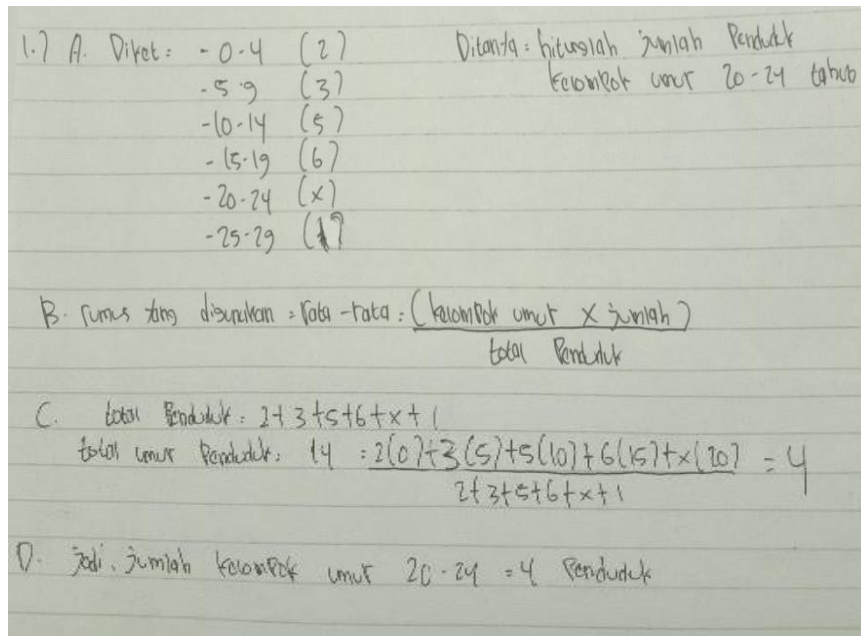 1.) A. Diket : - 0-4 (2) Ditanta = hitunglah jumlah Penduduk
- 5-9 (3) kelompok umur 20-24 tahun
- 10-14 (5)
- 15-19 (6)
- 20-24 (x)
- 25-29 (1)
B. rumus yang digunakan = rata-rata = (kelompok umur x jumlah)
total Penduduk
C. total Penduduk = 2+3+5+6+x+1
total umur Penduduk = 14 = 2(0)+3(5)+5(10)+6(15)+x(20) = 4
2+3+5+6+x+1
D. jadi, jumlah kelompok umur 20-24 = 4 Penduduk